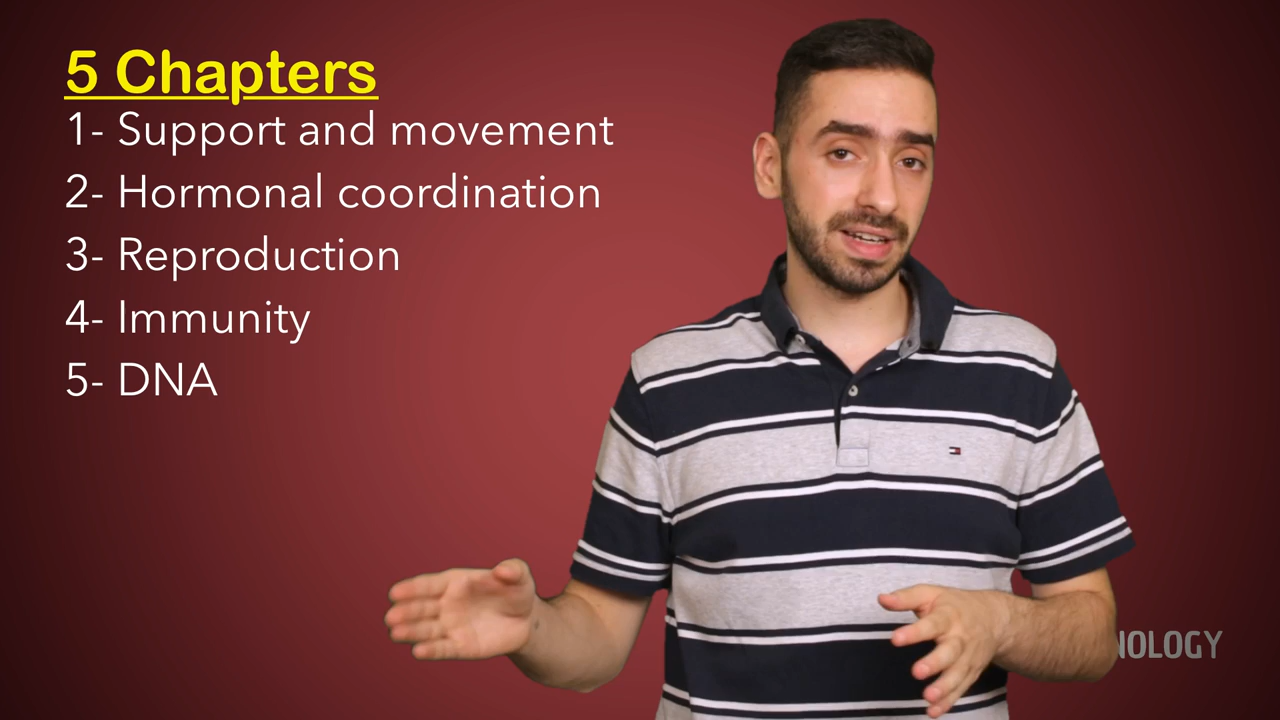 5 Chapters
1- Support and movement
2- Hormonal coordination
3- Reproduction
4- Immunity
5- DNA